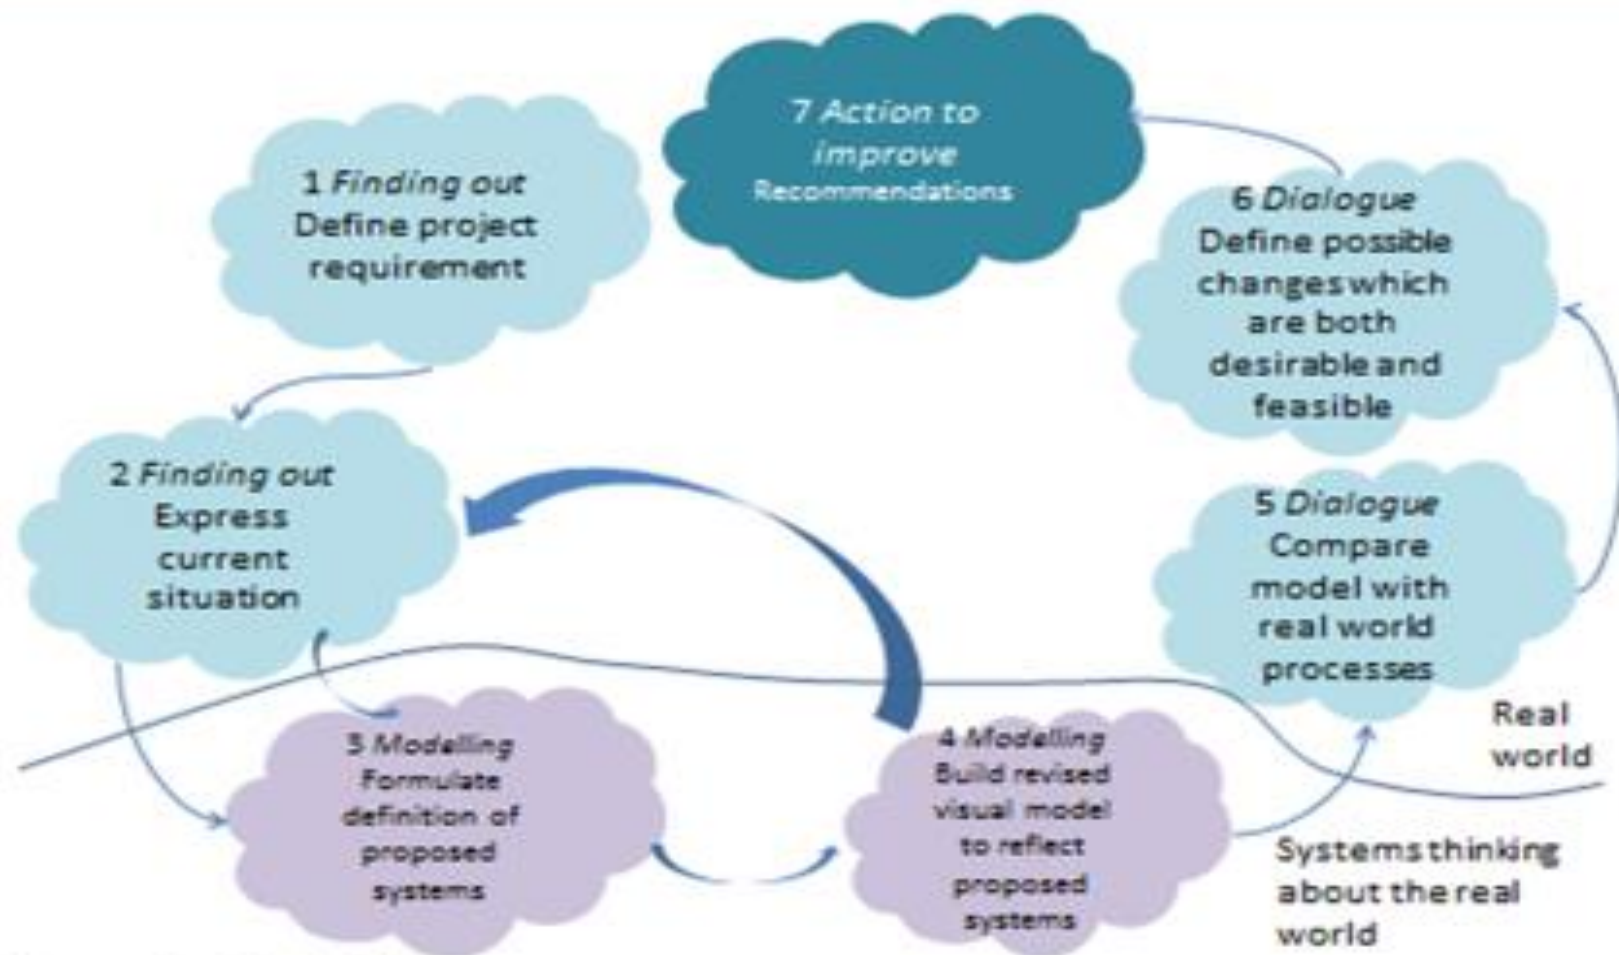 1 Finding out
Define project
requirement
2 Finding out
Express
current
situation
3 Modelling
Formulate
definition of
proposed
systems
4 Modelling
Build revised
visual model
to reflect
proposed
systems
5 Dialogue
Compare
model with
real world
processes
6 Dialogue
Define possible
changes which
are both
desirable and
feasible
7 Action to
improve
Recommendations
Real
world
Systems thinking
about the real
world